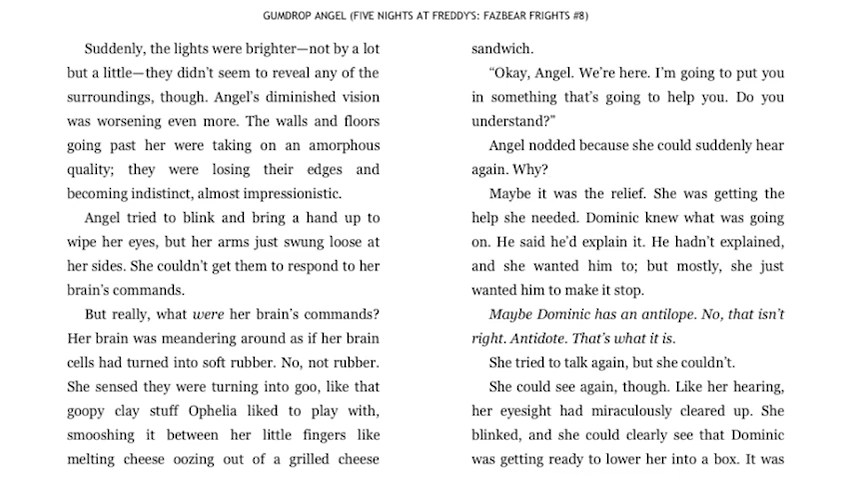 GUMDROP ANGEL (FIVE NIGHTS AT FREDDY'S: FAZBEAR FRIGHTS #8)
Suddenly, the lights were brighter—not by a lot
but a little—they didn't seem to reveal any of the
surroundings, though. Angel's diminished vision
was worsening even more. The walls and floors
going past her were taking on an amorphous
quality; they were losing their edges and
becoming indistinct, almost impressionistic.
Angel tried to blink and bring a hand up to
wipe her eyes, but her arms just swung loose at
her sides. She couldn't get them to respond to her
brain's commands.
But really, what were her brain's commands?
Her brain was meandering around as if her brain
cells had turned into soft rubber. No, not rubber.
She sensed they were turning into goo, like that
goopy clay stuff Ophelia liked to play with,
smooshing it between her little fingers like
melting cheese oozing out of a grilled cheese
sandwich.
“Okay, Angel. We're here. I'm going to put you
in something that's going to help you. Do you
understand?”
Angel nodded because she could suddenly hear
again. Why?
Maybe it was the relief. She was getting the
help she needed. Dominic knew what was going
on. He said he'd explain it. He hadn't explained,
and she wanted him to; but mostly, she just
wanted him to make it stop.
Maybe Dominic has an antilope. No, that isn't
right. Antidote. That's what it is.
She tried to talk again, but she couldn't.
She could see again, though. Like her hearing,
her eyesight had miraculously cleared up. She
blinked, and she could clearly see that Dominic
was getting ready to lower her into a box. It was